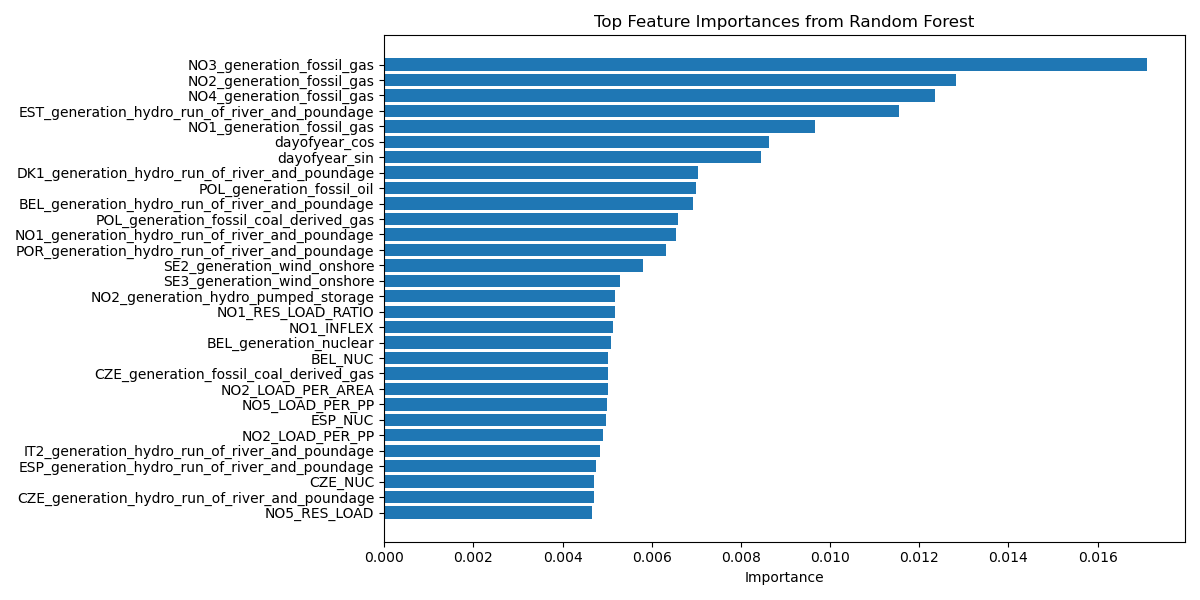 Top Feature Importances from Random Forest
NO3_generation_fossil_gas
NO2_generation_fossil_gas
NO4_generation_fossil_gas
EST_generation_hydro_run_of_river_and_poundage
NO1_generation_fossil_gas
dayofyear_cos
dayofyear_sin
DK1_generation_hydro_run_of_river_and_poundage
POL_generation_fossil_oil
BEL_generation_hydro_run_of_river_and_poundage
POL_generation_fossil_coal_derived_gas
NO1_generation_hydro_run_of_river_and_poundage
POR_generation_hydro_run_of_river_and_poundage
SE2_generation_wind_onshore
SE3_generation_wind_onshore
NO2_generation_hydro_pumped_storage
NO1_RES_LOAD_RATIO
NO1_INFLEX
BEL_generation_nuclear
BEL_NUC
CZE_generation_fossil_coal_derived_gas
NO2_LOAD_PER_AREA
NO5_LOAD_PER_PP
ESP_NUC
NO2_LOAD_PER_PP
IT2_generation_hydro_run_of_river_and_poundage
ESP_generation_hydro_run_of_river_and_poundage
CZE_NUC
CZE_generation_hydro_run_of_river_and_poundage
NO5_RES_LOAD
0.000 0.002 0.004 0.006 0.008 0.010 0.012 0.014 0.016
Importance